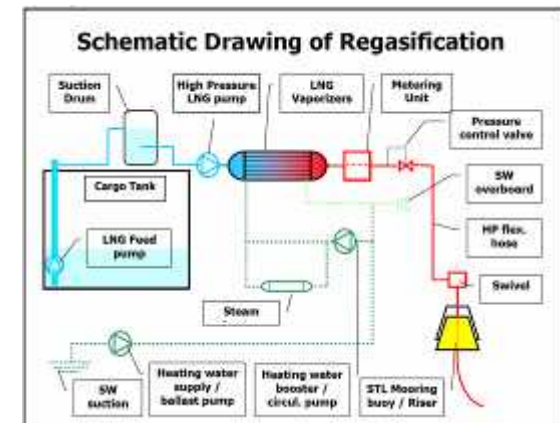 Schematic Drawing of Regasification
Suction
Drum
High Pressure
LNG pump
LNG
Vaporizers
Metering
Unit
Pressure
control valve
Cargo Tank
SW
overboard
LNG Feed
pump
HP flex.
hose
Swivel
Steam
SW
suction
Heating water
supply /
ballast pump
Heating water
booster /
circul. pump
STL Mooring
buoy / Riser